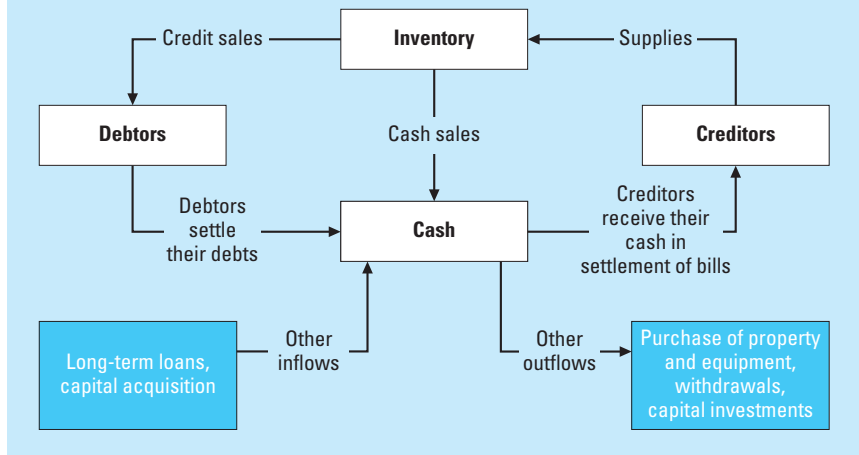 Credit sales
Inventory
Supplies
Debtors
Cash sales
Creditors
Debtors
settle
their debts
Cash
Creditors
receive their
cash in
settlement of bills
Long-term loans,
capital acquisition
Other
inflows
Other
outflows
Purchase of property
and equipment,
withdrawals,
capital investments